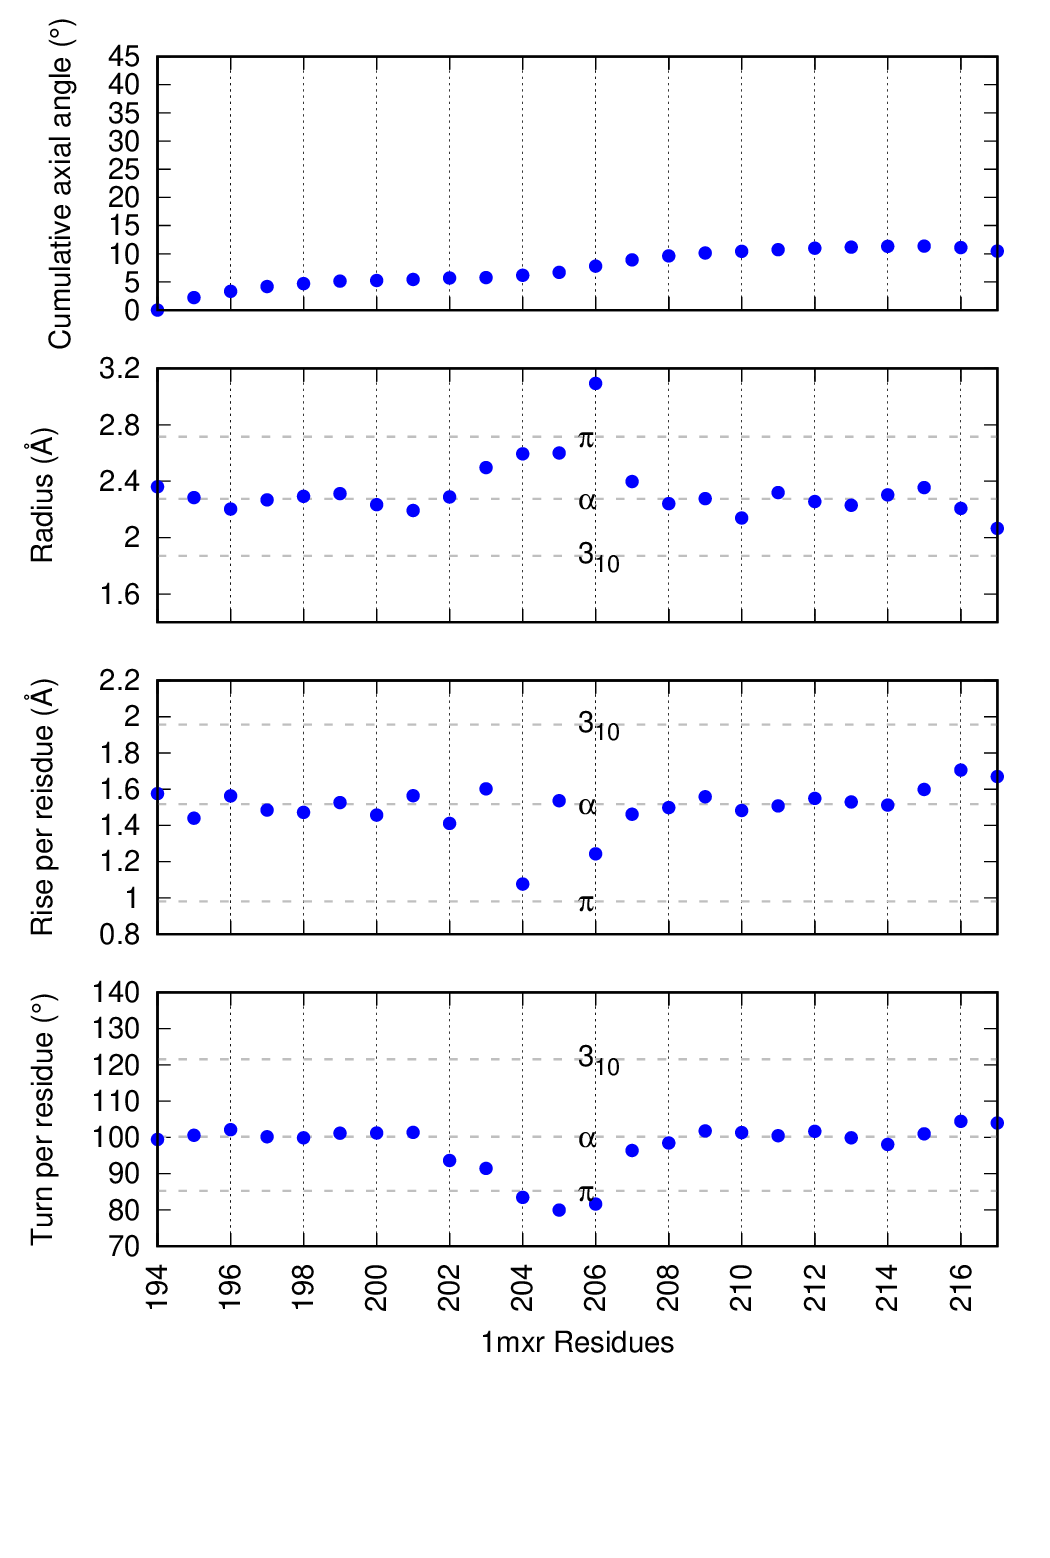 Cumulative axial angle (°)
45
40
35
30
25
20
15
10
5
0
Radius (Å)
3.2
2.8
2.4
2
1.6
π
α
3₁₀
Rise per reisdue (Å)
2.2
2
1.8
1.6
1.4
1.2
1
0.8
3₁₀
α
π
Turn per residue (°)
140
130
120
110
100
90
80
70
3₁₀
α
π
194 196 198 200 202 204 206 208 210 212 214 216
1mxr Residues